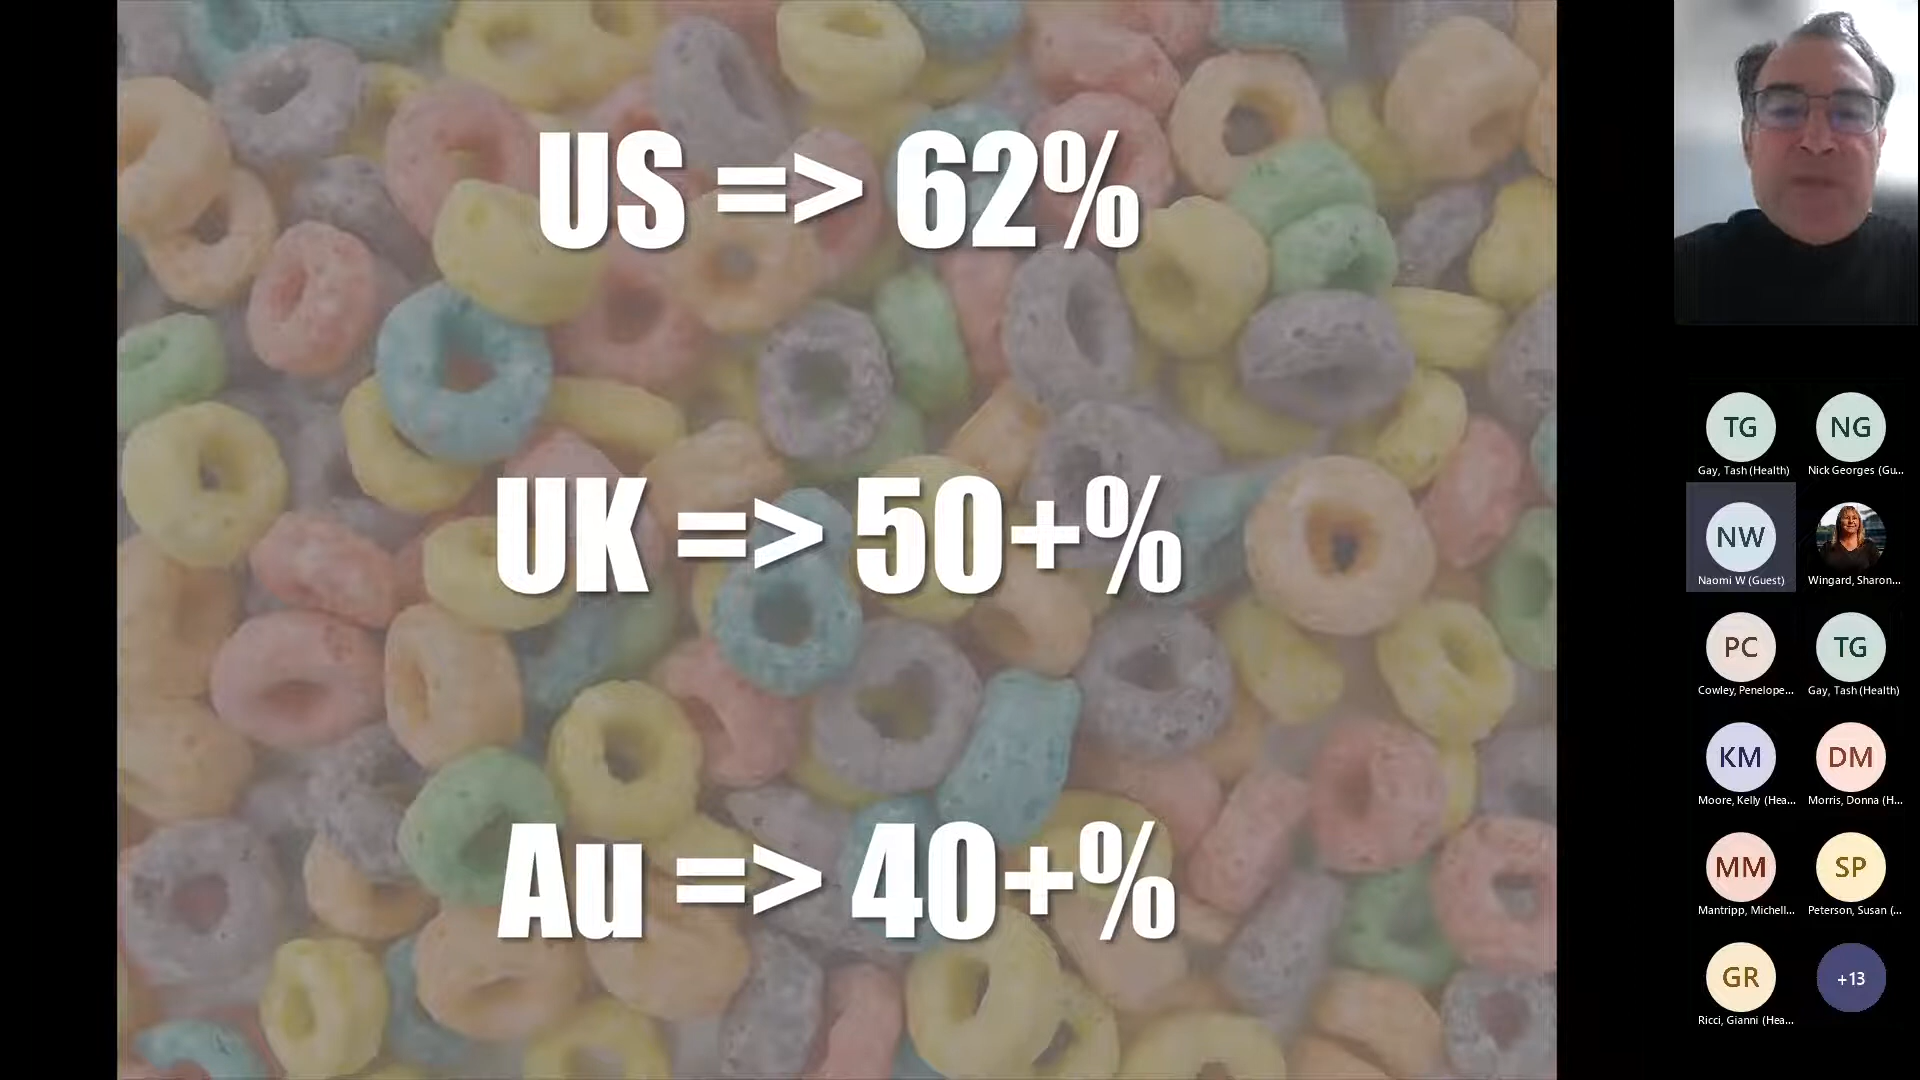 US => 62%
UK => 50+%
Au => 40+%
TG
Gay, Tash (Health)
NG
Nick Georges (Gu...
NW
Naomi W (Guest)
Wingard, Sharon...
PC
Cowley, Penelope...
TG
Gay, Tash (Health)
KM
Moore, Kelly (Hea...
DM
Morris, Donna (H...
MM
Mantripp, Michell...
SP
Peterson, Susan (...
GR
Ricci, Gianni (Hea...
+13